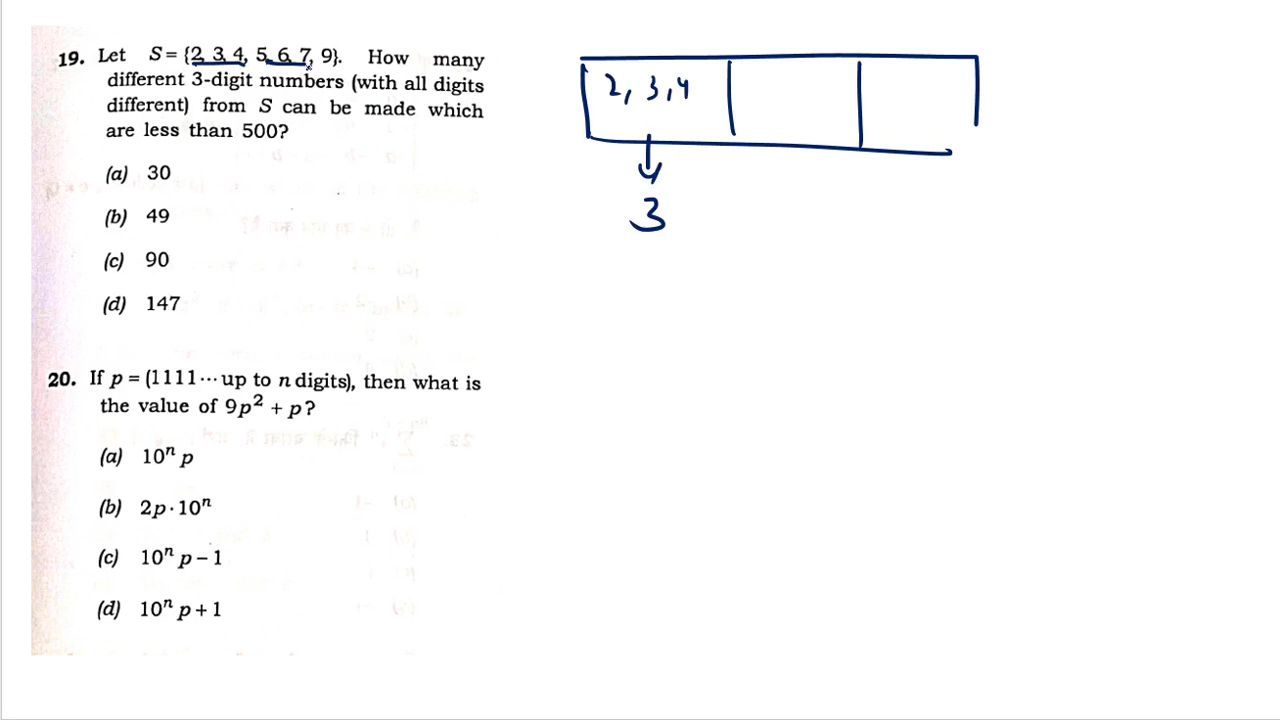 19. Let S = {2, 3, 4, 5, 6, 7, 9}. How many
different 3-digit numbers (with all digits
different) from S can be made which
are less than 500?
(a) 30
(b) 49
(c) 90
(d) 147
20. If p = (1111 ⋯ up to n digits), then what is
the value of 9p² + p?
(a) 10ⁿ p
(b) 2p · 10ⁿ
(c) 10ⁿ p – 1
(d) 10ⁿ p + 1
2, 3, 4
3